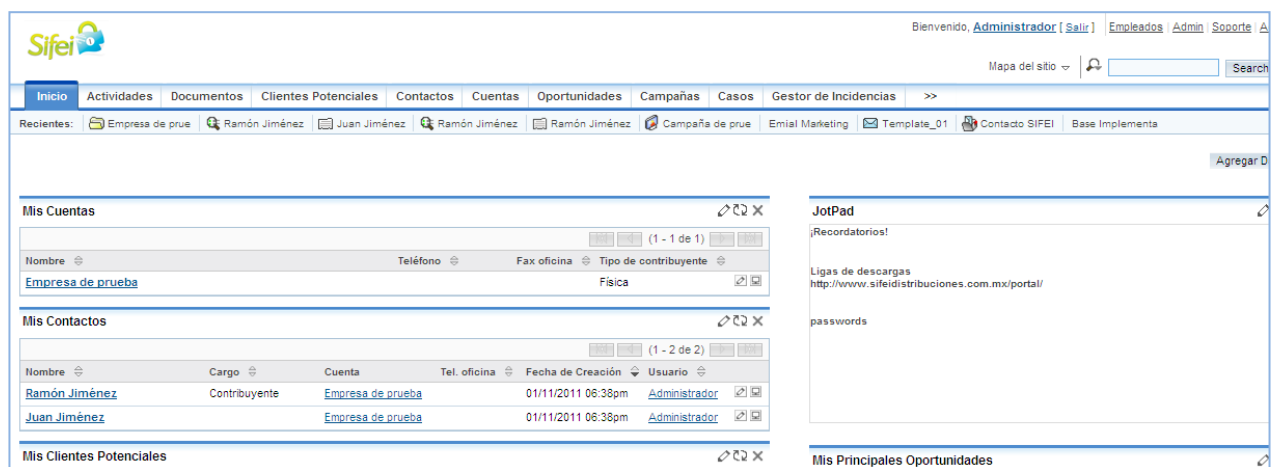 Bienvenido, Administrador [ Salir ] Empleados Admin Soporte A
Sifei
Mapa del sitio Search
Inicio Actividades Documentos Clientes Potenciales Contactos Cuentas Oportunidades Campañas Casos Gestor de Incidencias >>
Recientes: Empresa de prue Ramón Jiménez Juan Jiménez Ramón Jiménez Ramón Jiménez Campaña de prue Emial Marketing Template_01 Contacto SIFEI Base Implementa
Agregar D
Mis Cuentas
(1 - 1 de 1)
Nombre Teléfono Fax oficina Tipo de contribuyente
Empresa de prueba Física
Mis Contactos
(1 - 2 de 2)
Nombre Cargo Cuenta Tel. oficina Fecha de Creación Usuario
Ramón Jiménez Contribuyente Empresa de prueba 01/11/2011 06:38pm Administrador
Juan Jiménez Empresa de prueba 01/11/2011 06:38pm Administrador
Mis Clientes Potenciales
JotPad
¡Recordatorios!
Ligas de descargas
http://www.sifeidistribuciones.com.mx/portal/
passwords
Mis Principales Oportunidades